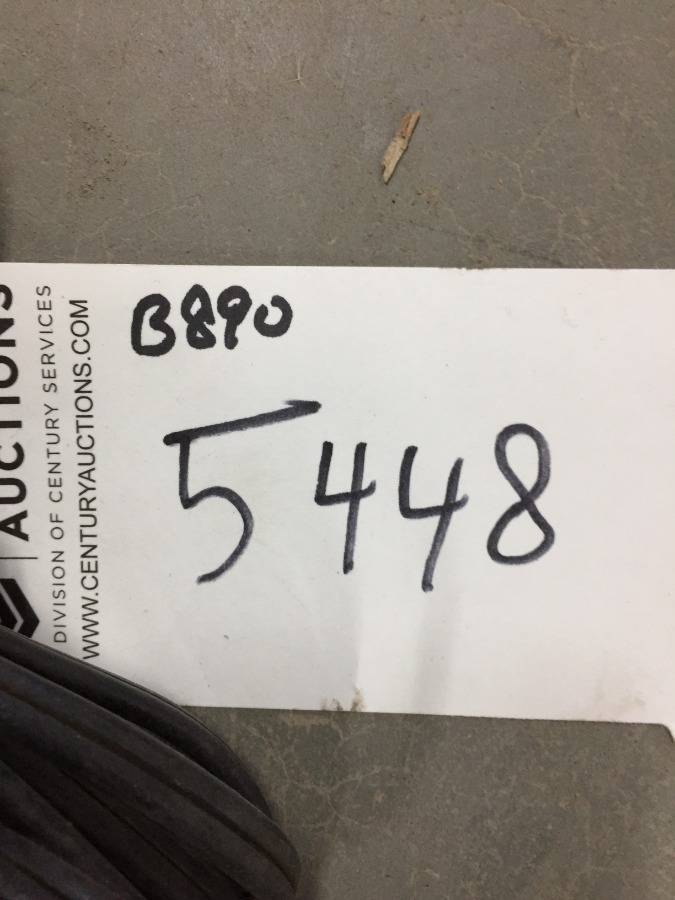 B890
5448
AUCTIONS
DIVISION OF CENTURY SERVICES
WWW.CENTURYAUCTIONS.COM